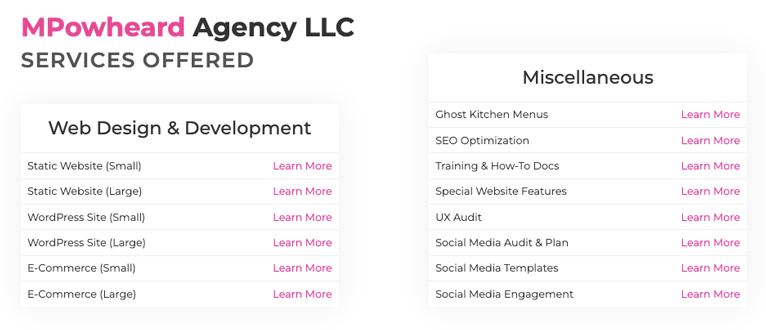 MPowheard Agency LLC
SERVICES OFFERED
Web Design & Development
Static Website (Small) Learn More
Static Website (Large) Learn More
WordPress Site (Small) Learn More
WordPress Site (Large) Learn More
E-Commerce (Small) Learn More
E-Commerce (Large) Learn More
Miscellaneous
Ghost Kitchen Menus Learn More
SEO Optimization Learn More
Training & How-To Docs Learn More
Special Website Features Learn More
UX Audit Learn More
Social Media Audit & Plan Learn More
Social Media Templates Learn More
Social Media Engagement Learn More